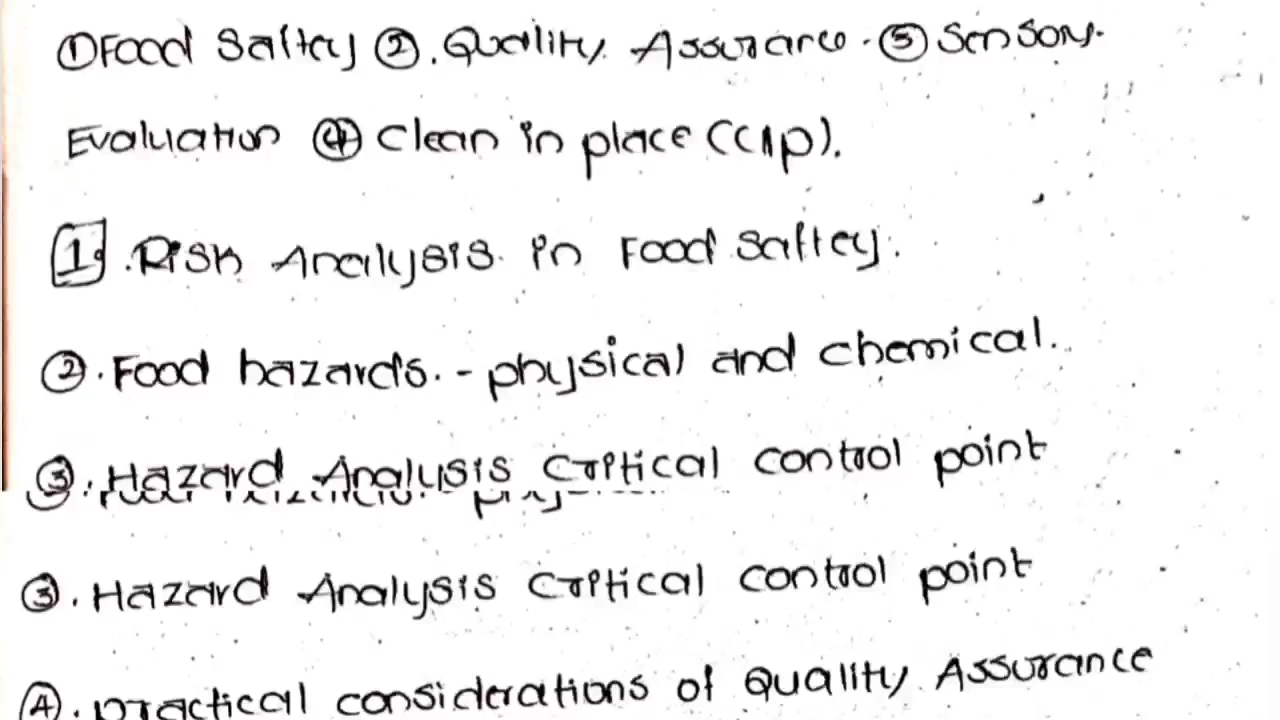 ①Food Saftey ②. Quality Assurance. ③ Sensory.
Evaluation ④ Clean in place (CIP).
1. Risk Analysis in Food Saftey.
②. Food hazards. - physical and chemical.
③. Hazard Analysis Critical control point
③. Hazard Analysis Critical control point
④. practical considerations of Quality Assurance